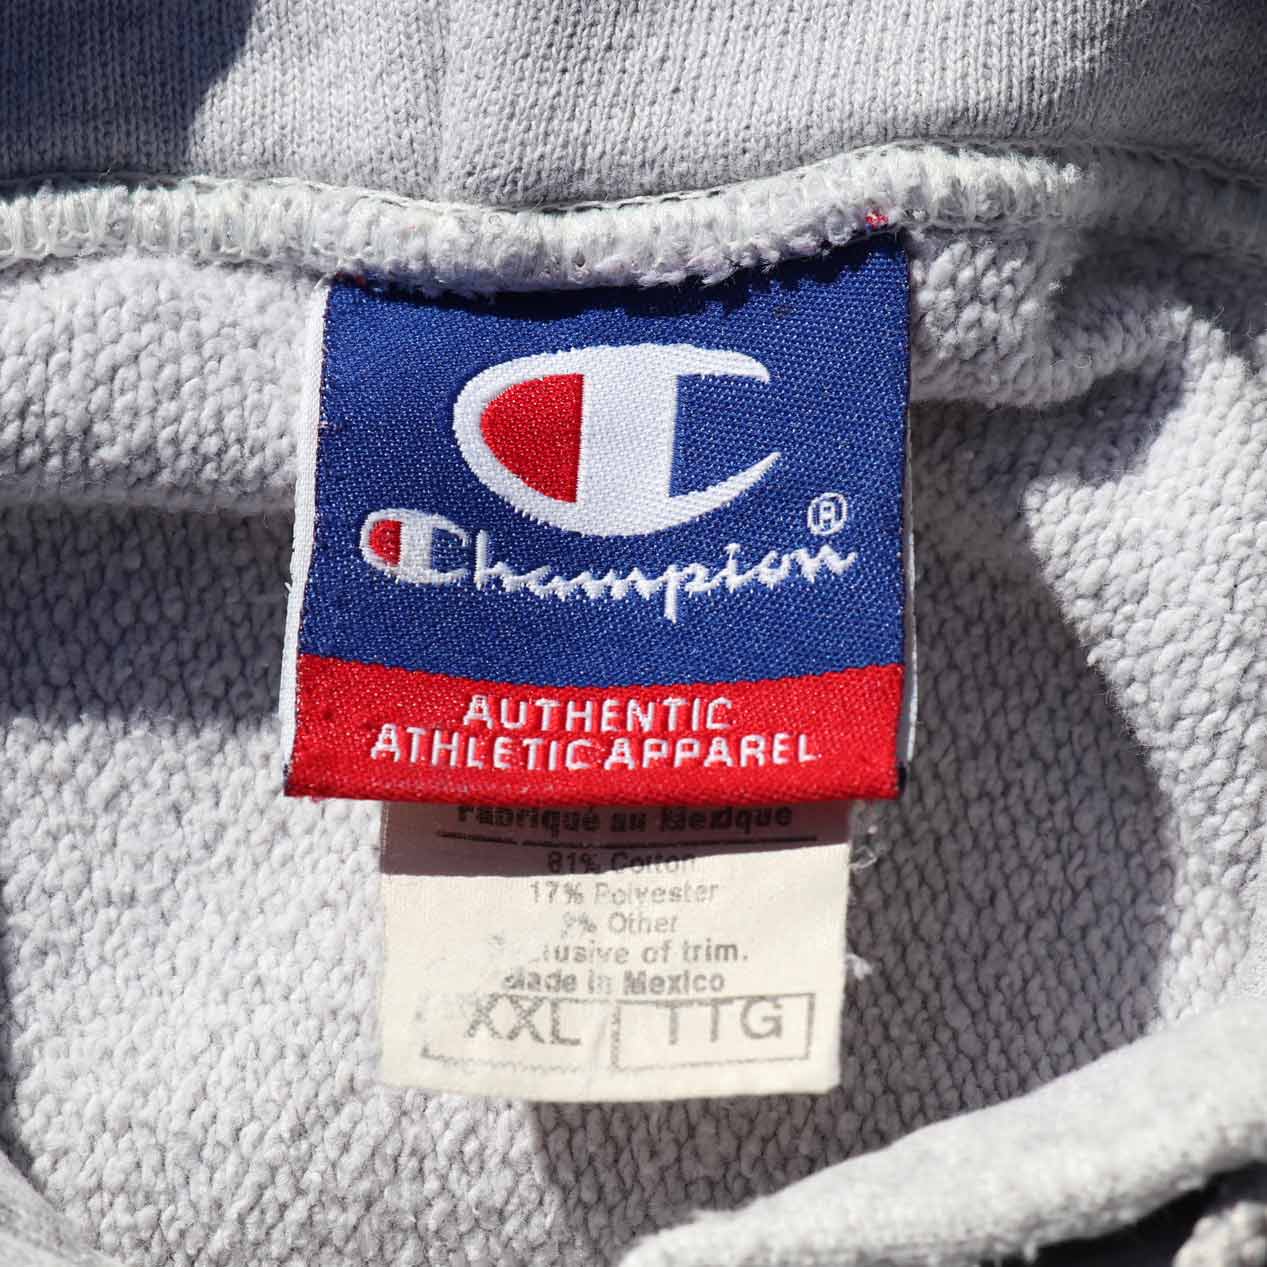 Champion ®
AUTHENTIC
ATHLETIC APPAREL
Fabriqué au Mexique
81% Cotton
17% Polyester
2% Other
lusive of trim.
Made in Mexico
XXL TTG